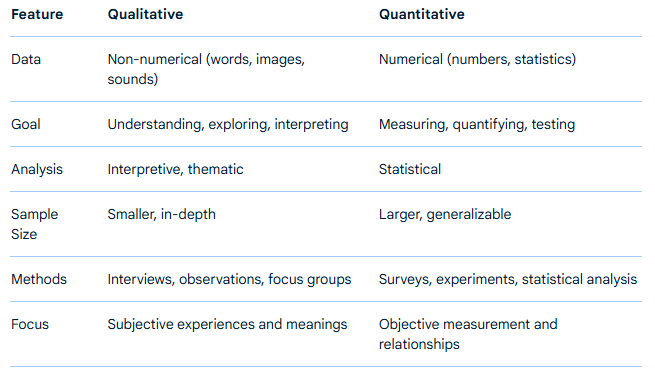 Feature Qualitative Quantitative
Data Non-numerical (words, images, Numerical (numbers, statistics)
sounds)
Goal Understanding, exploring, interpreting Measuring, quantifying, testing
Analysis Interpretive, thematic Statistical
Sample Smaller, in-depth Larger, generalizable
Size
Methods Interviews, observations, focus groups Surveys, experiments, statistical analysis
Focus Subjective experiences and meanings Objective measurement and
relationships